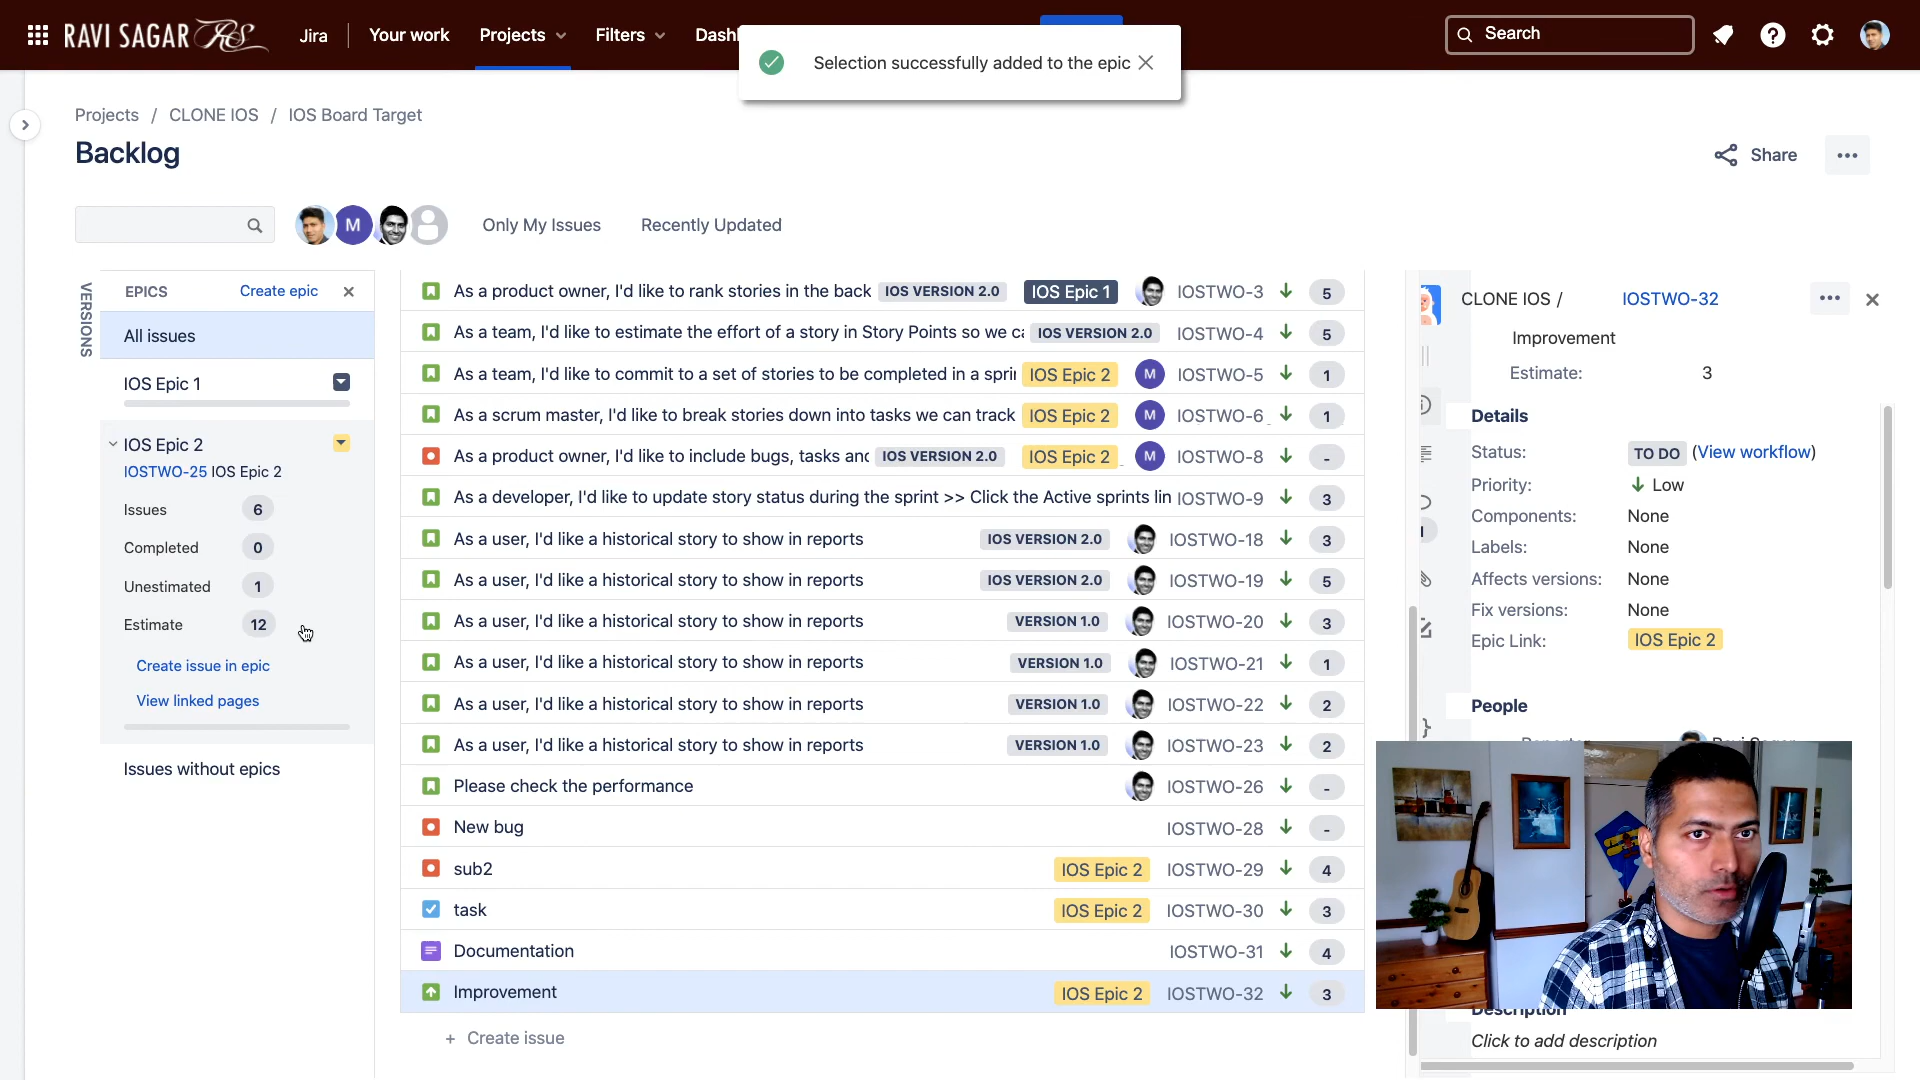 RAVI SAGAR RS Jira Your work Projects Filters Dash Search
Selection successfully added to the epic
Projects / CLONE IOS / IOS Board Target
Backlog
Share
M Only My Issues Recently Updated
VERSIONS
EPICS Create epic
All issues
IOS Epic 1
IOS Epic 2
IOSTWO-25 IOS Epic 2
Issues 6
Completed 0
Unestimated 1
Estimate 12
Create issue in epic
View linked pages
Issues without epics
As a product owner, I'd like to rank stories in the back IOS VERSION 2.0 IOS Epic 1 IOSTWO-3 5
As a team, I'd like to estimate the effort of a story in Story Points so we ca IOS VERSION 2.0 IOSTWO-4 5
As a team, I'd like to commit to a set of stories to be completed in a sprin IOS Epic 2 M IOSTWO-5 1
As a scrum master, I'd like to break stories down into tasks we can track IOS Epic 2 M IOSTWO-6 1
As a product owner, I'd like to include bugs, tasks and IOS VERSION 2.0 IOS Epic 2 M IOSTWO-8 -
As a developer, I'd like to update story status during the sprint >> Click the Active sprints lin IOSTWO-9 3
As a user, I'd like a historical story to show in reports IOS VERSION 2.0 IOSTWO-18 3
As a user, I'd like a historical story to show in reports IOS VERSION 2.0 IOSTWO-19 5
As a user, I'd like a historical story to show in reports VERSION 1.0 IOSTWO-20 3
As a user, I'd like a historical story to show in reports VERSION 1.0 IOSTWO-21 1
As a user, I'd like a historical story to show in reports VERSION 1.0 IOSTWO-22 2
As a user, I'd like a historical story to show in reports VERSION 1.0 IOSTWO-23 2
Please check the performance IOSTWO-26 -
New bug IOSTWO-28 -
sub2 IOS Epic 2 IOSTWO-29 4
task IOS Epic 2 IOSTWO-30 3
Documentation IOSTWO-31 4
Improvement IOS Epic 2 IOSTWO-32 3
+ Create issue
CLONE IOS / IOSTWO-32
Improvement
Estimate: 3
Details
Status: TO DO (View workflow)
Priority: Low
Components: None
Labels: None
Affects versions: None
Fix versions: None
Epic Link: IOS Epic 2
People
Reporter: Ravi Sagar
Description
Click to add description